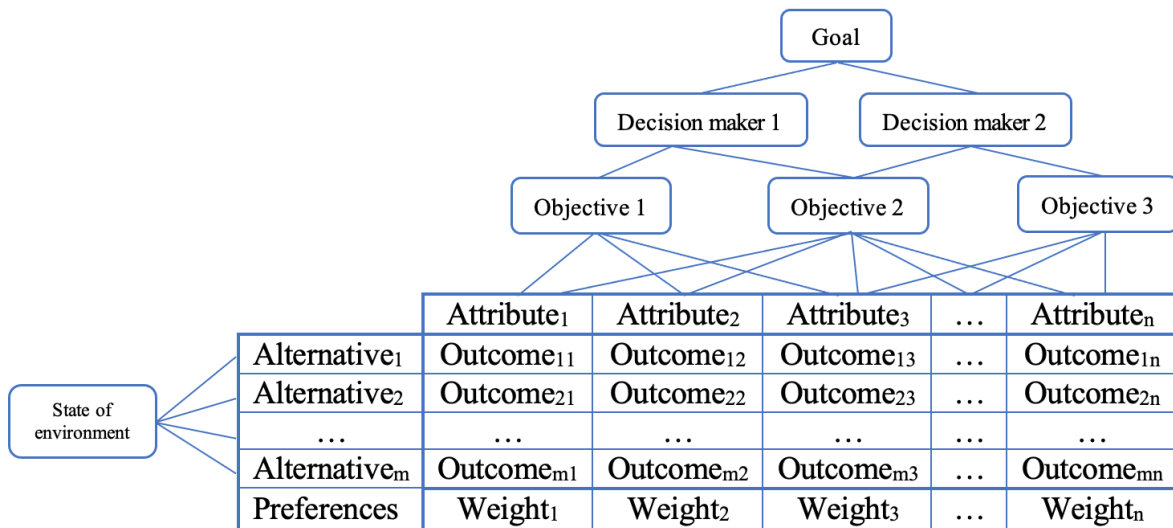 Goal
Decision maker 1 Decision maker 2
Objective 1 Objective 2 Objective 3
Attribute₁ Attribute₂ Attribute₃ … Attributeₙ
Alternative₁ Outcome₁₁ Outcome₁₂ Outcome₁₃ … Outcome₁ₙ
State of
environment
Alternative₂ Outcome₂₁ Outcome₂₂ Outcome₂₃ … Outcome₂ₙ
… … … … … …
Alternativeₘ Outcomeₘ₁ Outcomeₘ₂ Outcomeₘ₃ … Outcomeₘₙ
Preferences Weight₁ Weight₂ Weight₃ … Weightₙ